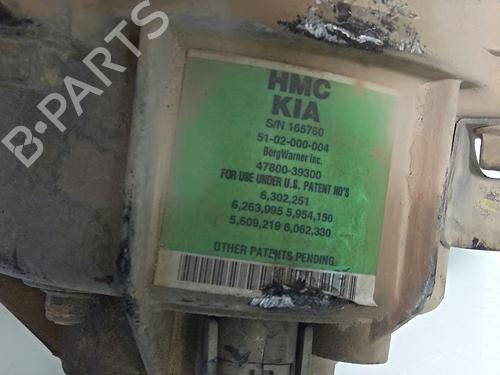 B-PARTS
HMC
KIA
S/N 165760
51-02-000-004
BorgWarner Inc.
47800-39300
FOR USE UNDER U.S. PATENT NO'S
6,302,251
6,263,995 5,954,150
5,609,219 6,062,330
OTHER PATENTS PENDING.